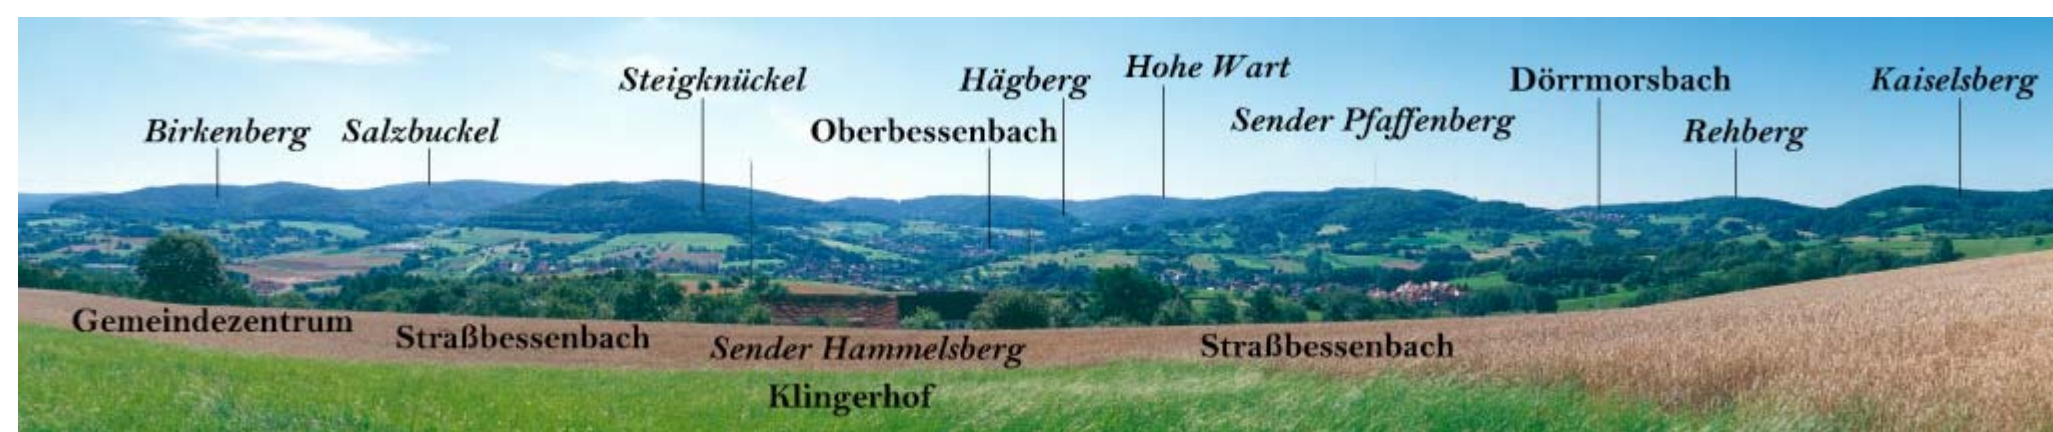 Steigknückel
Hägberg
Hohe Wart
Dörrmorsbach
Kaiselsberg
Birkenberg
Salzbuckel
Oberbessenbach
Sender Pfaffenberg
Rehberg
Gemeindezentrum
Straßbessenbach
Sender Hammelsberg
Straßbessenbach
Klingerhof